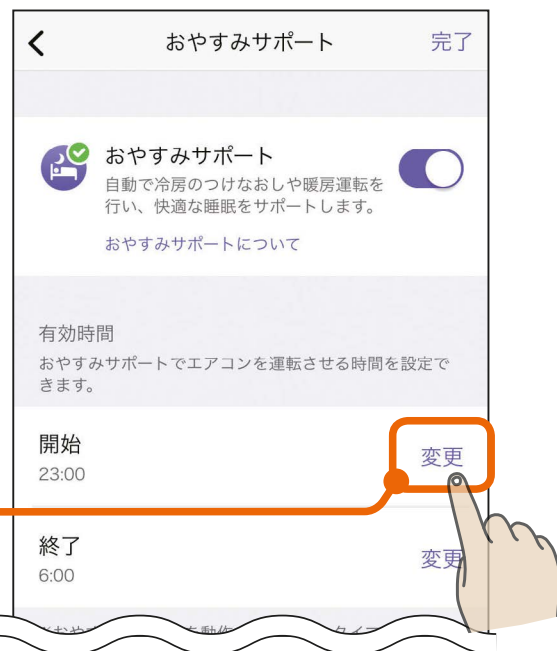 おやすみサポート 完了
おやすみサポート
自動で冷房のつけなおしや暖房運転を
行い、快適な睡眠をサポートします。
おやすみサポートについて
有効時間
おやすみサポートでエアコンを運転させる時間を設定で
きます。
開始
23:00
変更
終了
6:00
変更